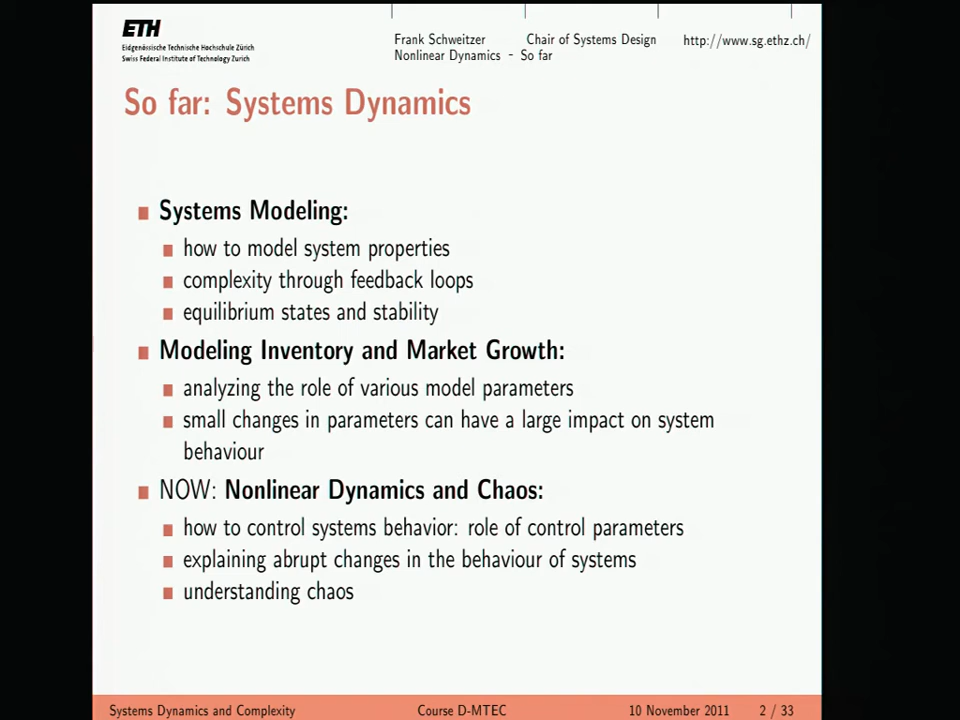 ETH
Eidgenössische Technische Hochschule Zürich
Swiss Federal Institute of Technology Zurich
Frank Schweitzer Chair of Systems Design http://www.sg.ethz.ch/
Nonlinear Dynamics - So far
So far: Systems Dynamics
Systems Modeling:
how to model system properties
complexity through feedback loops
equilibrium states and stability
Modeling Inventory and Market Growth:
analyzing the role of various model parameters
small changes in parameters can have a large impact on system
behaviour
NOW: Nonlinear Dynamics and Chaos:
how to control systems behavior: role of control parameters
explaining abrupt changes in the behaviour of systems
understanding chaos
Systems Dynamics and Complexity Course D-MTEC 10 November 2011 2 / 33